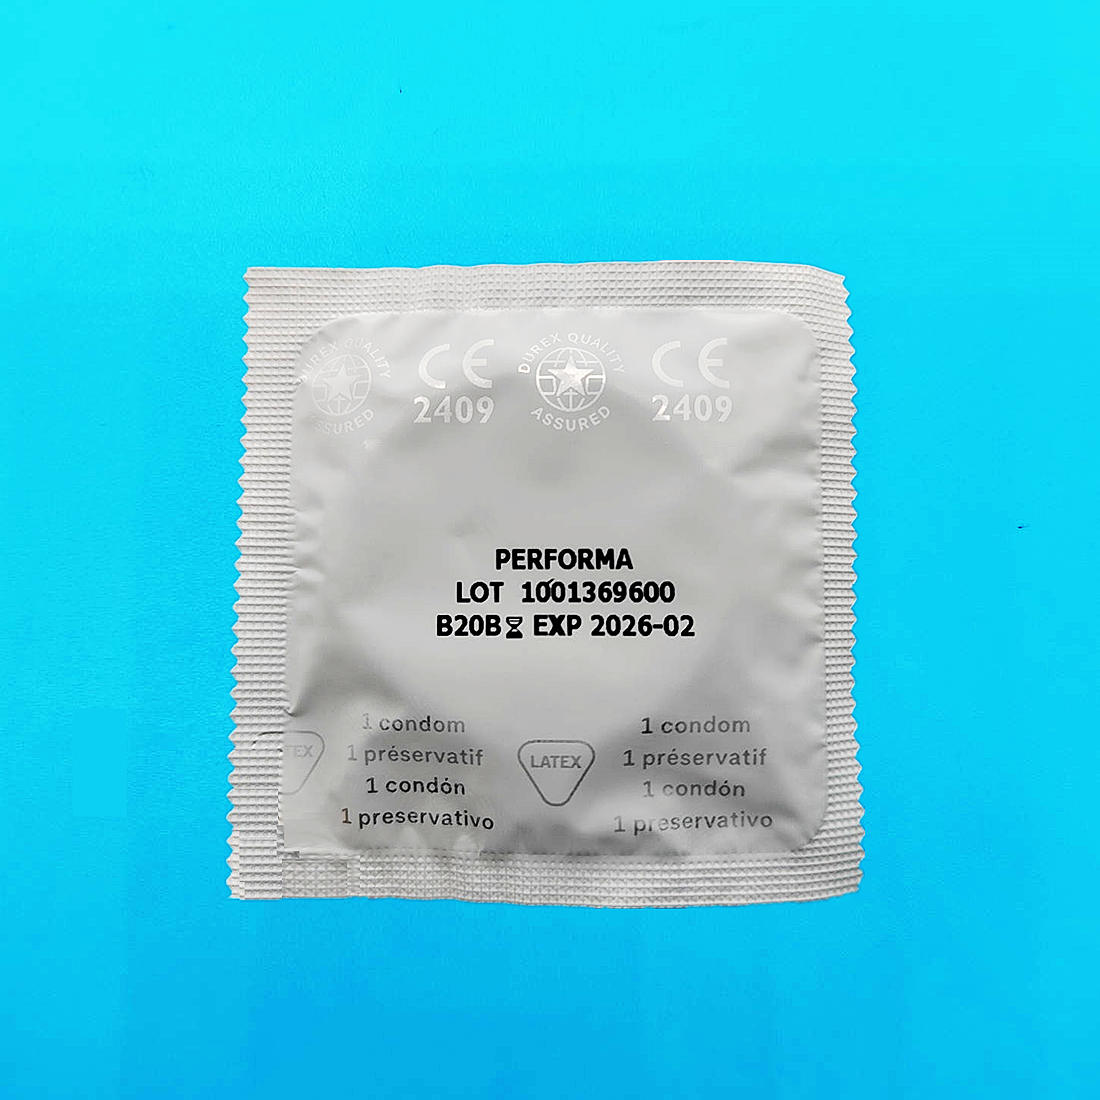 DUREX QUALITY ASSURED
CE
2409
DUREX QUALITY ASSURED
CE
2409
PERFORMA
LOT 1001369600
B20B⌛ EXP 2026-02
1 condom
1 préservatif
1 condón
1 preservativo
TEX
LATEX
1 condom
1 préservatif
1 condón
1 preservativo